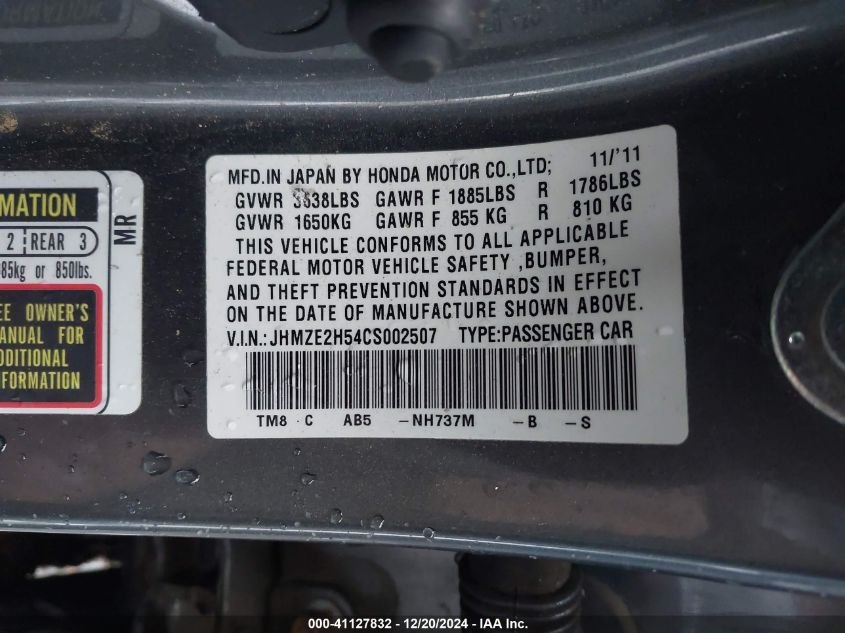 MFD.IN JAPAN BY HONDA MOTOR CO.,LTD; 11/'11
GVWR 3638LBS GAWR F 1885LBS R 1786LBS
GVWR 1650KG GAWR F 855 KG R 810 KG
THIS VEHICLE CONFORMS TO ALL APPLICABLE
FEDERAL MOTOR VEHICLE SAFETY ,BUMPER,
AND THEFT PREVENTION STANDARDS IN EFFECT
ON THE DATE OF MANUFACTURE SHOWN ABOVE.
V.I.N.:JHMZE2H54CS002507 TYPE:PASSENGER CAR
TM8 C AB5 -NH737M -B -S
MATION
2 REAR 3
85kg or 850lbs.
MR
EE OWNER'S
ANUAL FOR
DDITIONAL
FORMATION
000-41127832 - 12/20/2024 - IAA Inc.